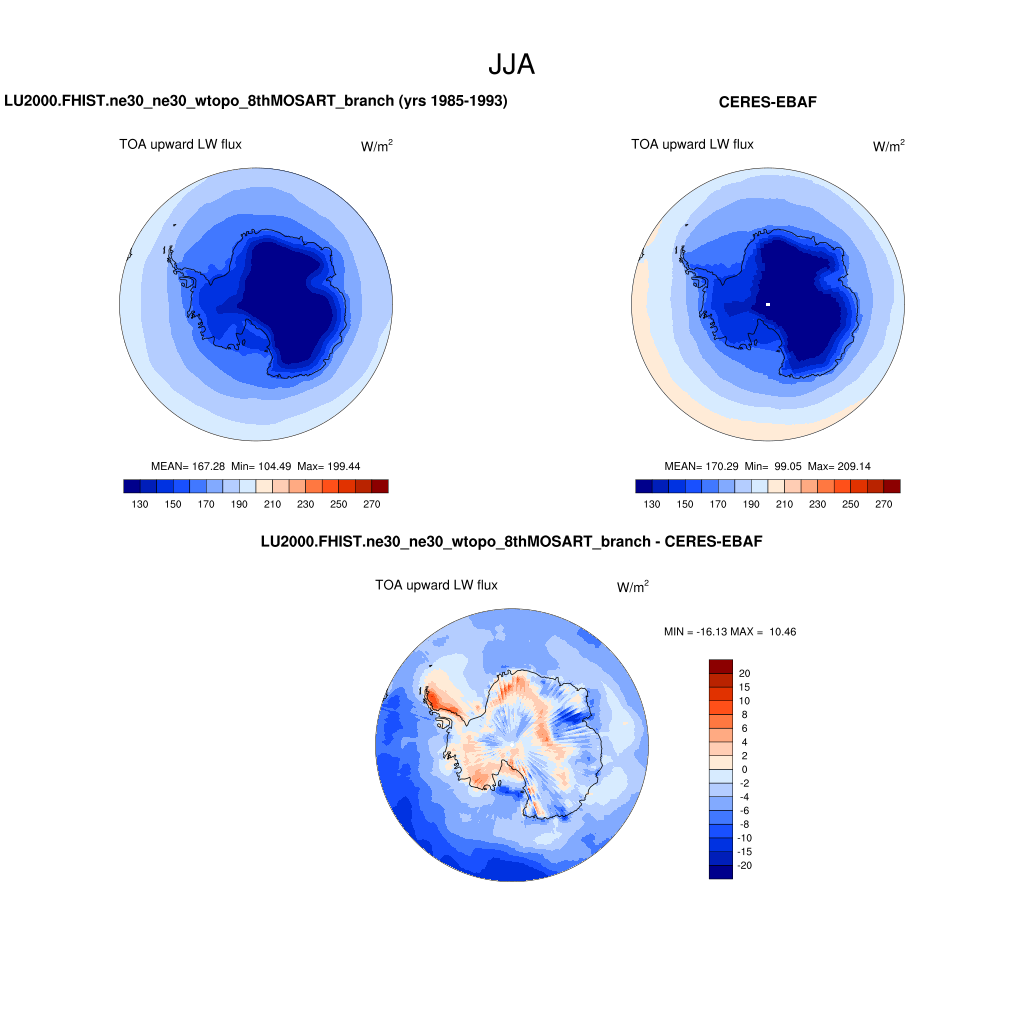 JJA
LU2000.FHIST.ne30_ne30_wtopo_8thMOSART_branch (yrs 1985-1993)
TOA upward LW flux W/m²
MEAN= 167.28 Min= 104.49 Max= 199.44
130 150 170 190 210 230 250 270
CERES-EBAF
TOA upward LW flux W/m²
MEAN= 170.29 Min= 99.05 Max= 209.14
130 150 170 190 210 230 250 270
LU2000.FHIST.ne30_ne30_wtopo_8thMOSART_branch - CERES-EBAF
TOA upward LW flux W/m²
MIN = -16.13 MAX = 10.46
20
15
10
8
6
4
2
0
-2
-4
-6
-8
-10
-15
-20